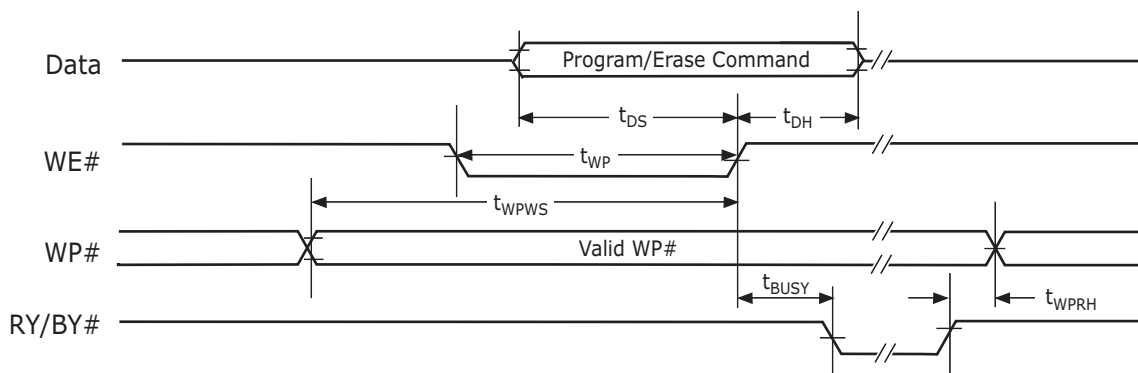 Data
Program/Erase Command
tDS
tDH
WE#
tWP
tWPWS
WP#
Valid WP#
tBUSY
tWPRH
RY/BY#